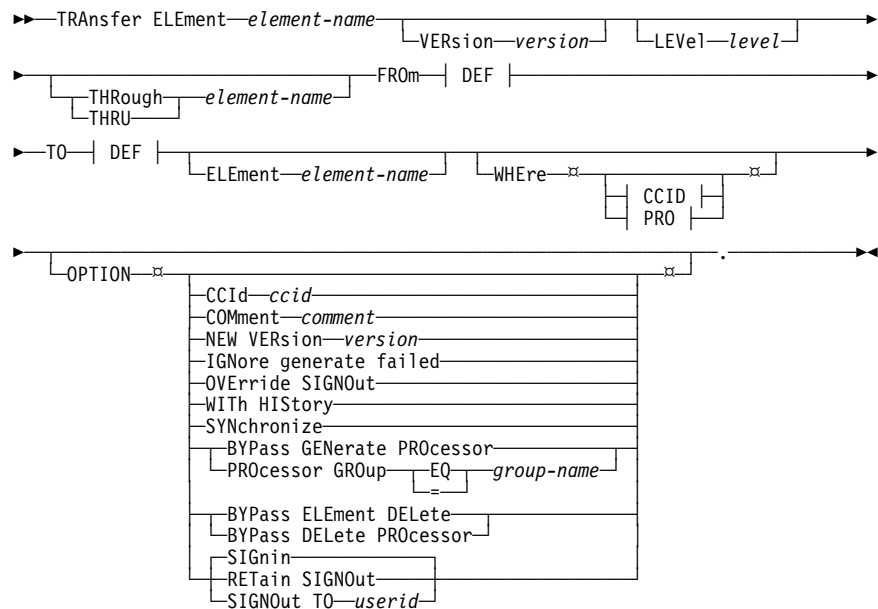 TRAnsfer ELEment element-name
VERsion version
LEVel level
THRough element-name FROm DEF
THRU
TO DEF
ELEment element-name
WHEre ¤ ¤
CCID
PRO
OPTION ¤ ¤ .
CCId ccid
COMment comment
NEW VERsion version
IGNore generate failed
OVErride SIGNOut
WITh HIStory
SYNchronize
BYPass GENerate PROcessor
PROcessor GROup EQ group-name
=
BYPass ELEment DELete
BYPass DELete PROcessor
SIGnin
RETain SIGNOut
SIGNOut TO userid